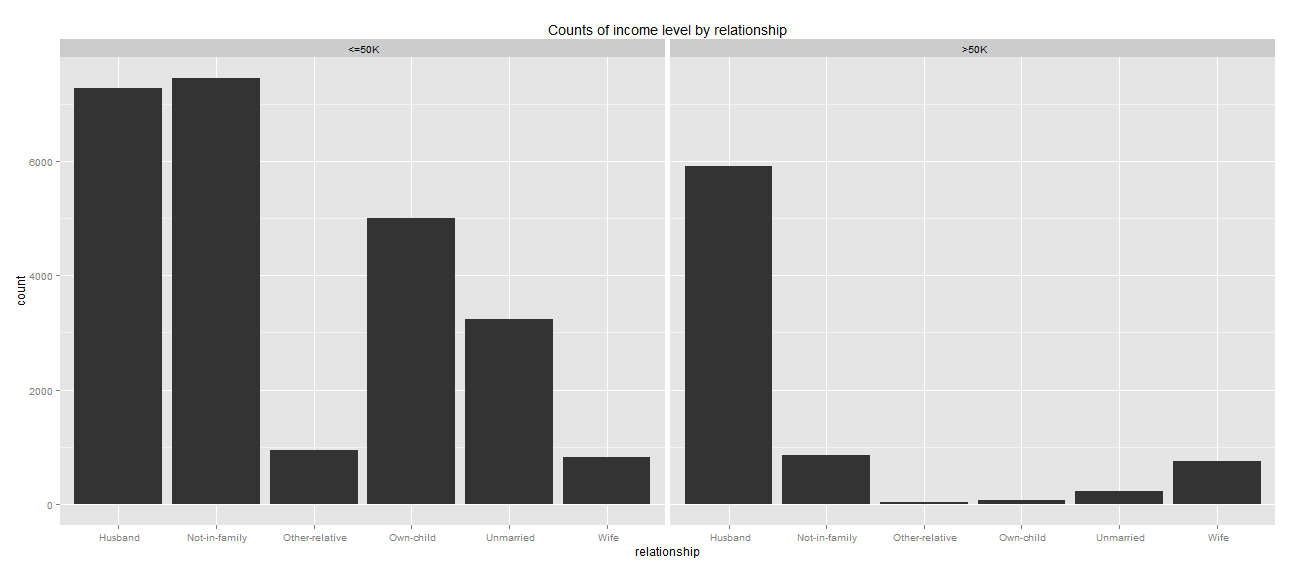 Counts of income level by relationship
<=50K >50K
6000
4000
2000
0
count
Husband Not-in-family Other-relative Own-child Unmarried Wife Husband Not-in-family Other-relative Own-child Unmarried Wife
relationship